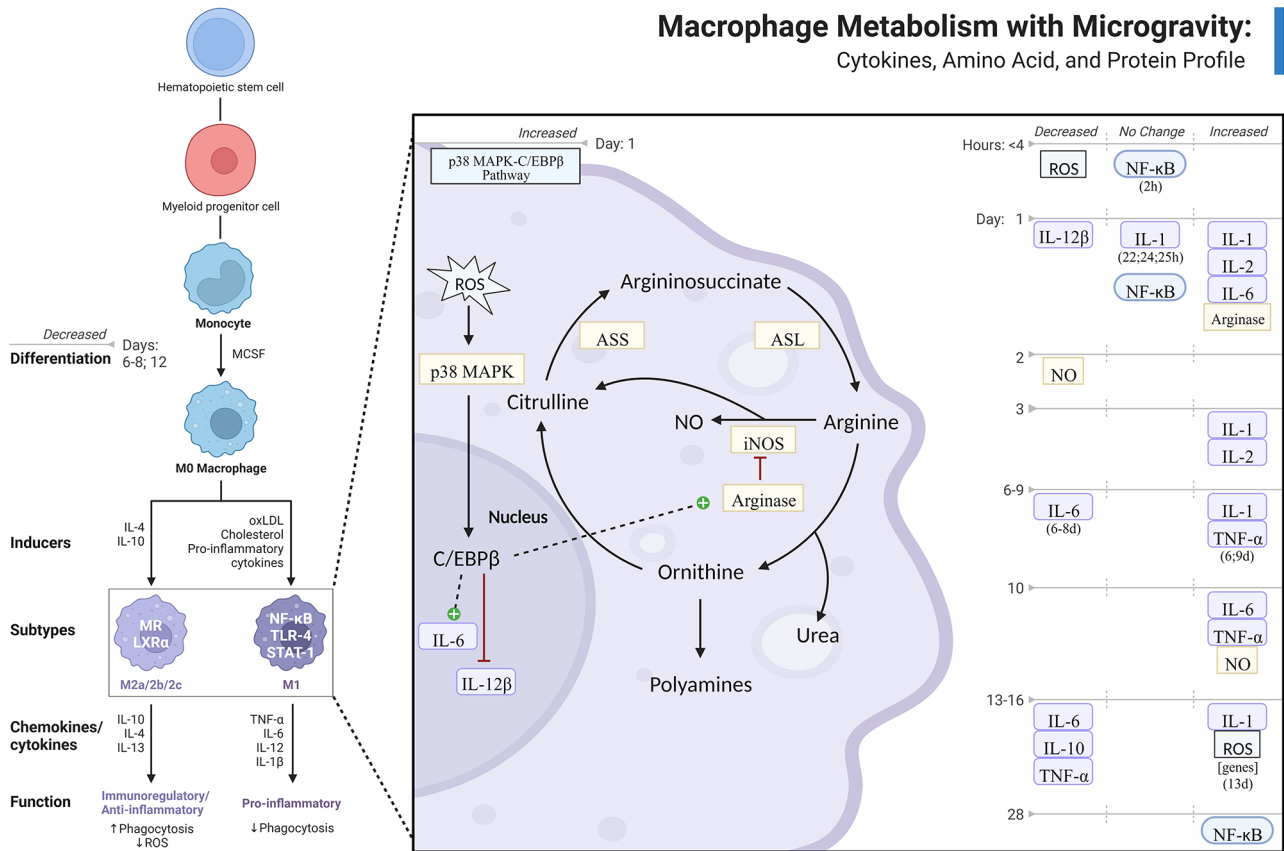 Macrophage Metabolism with Microgravity:
Cytokines, Amino Acid, and Protein Profile
Hematopoietic stem cell
Myeloid progenitor cell
Monocyte
Decreased
Differentiation
Days:
6-8; 12
MCSF
M0 Macrophage
Inducers
IL-4
IL-10
oxLDL
Cholesterol
Pro-inflammatory
cytokines
Subtypes
MR
LXRα
NF-κB
TLR-4
STAT-1
M2a/2b/2c
M1
Chemokines/
cytokines
IL-10
IL-4
IL-13
TNF-α
IL-6
IL-12
IL-1β
Function
Immunoregulatory/
Anti-inflammatory
↑Phagocytosis
↓ROS
Pro-inflammatory
↓Phagocytosis
Increased
Day: 1
p38 MAPK-C/EBPβ
Pathway
ROS
p38 MAPK
Nucleus
C/EBPβ
+
IL-6
IL-12β
Argininosuccinate
ASS
ASL
Citrulline
NO
Arginine
iNOS
Arginase
+
Ornithine
Urea
Polyamines
Decreased
No Change
Increased
Hours: <4
ROS
NF-κB
(2h)
Day: 1
IL-12β
IL-1
(22;24;25h)
NF-κB
IL-1
IL-2
IL-6
Arginase
2
NO
3
IL-1
IL-2
6-9
IL-6
(6-8d)
IL-1
TNF-α
(6;9d)
10
IL-6
TNF-α
NO
13-16
IL-6
IL-10
TNF-α
IL-1
ROS
[genes]
(13d)
28
NF-κB